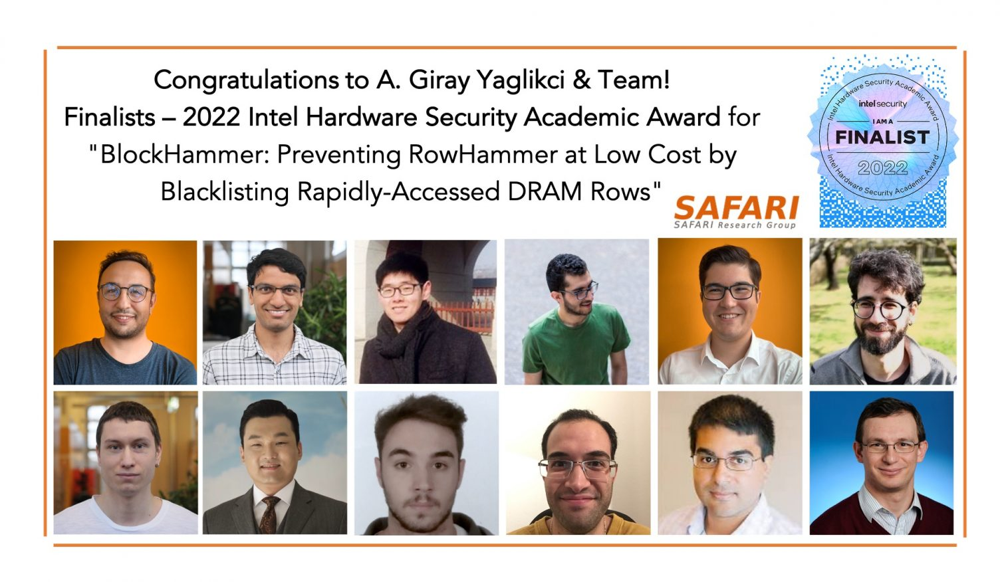 Congratulations to A. Giray Yaglikci & Team!
Finalists – 2022 Intel Hardware Security Academic Award for
"BlockHammer: Preventing RowHammer at Low Cost by
Blacklisting Rapidly-Accessed DRAM Rows"
SAFARI
SAFARI Research Group
Intel Hardware Security Academic Award
intel security
I AM A
FINALIST
2022
Intel Hardware Security Academic Award